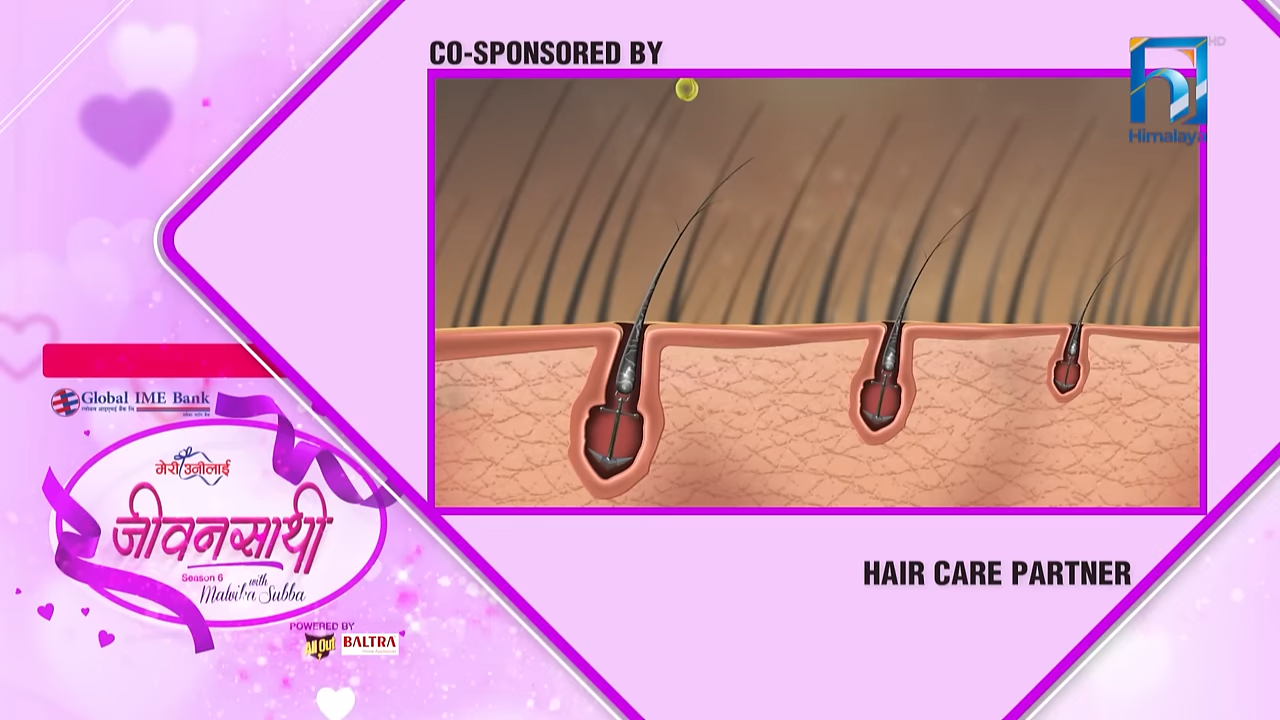 CO-SPONSORED BY
HD
Himalaya
Global IME Bank
मेरी उनीलाई
जीवनसाथी
Season 6
with
Malvika Subba
POWERED BY
All Out
BALTRA
HAIR CARE PARTNER